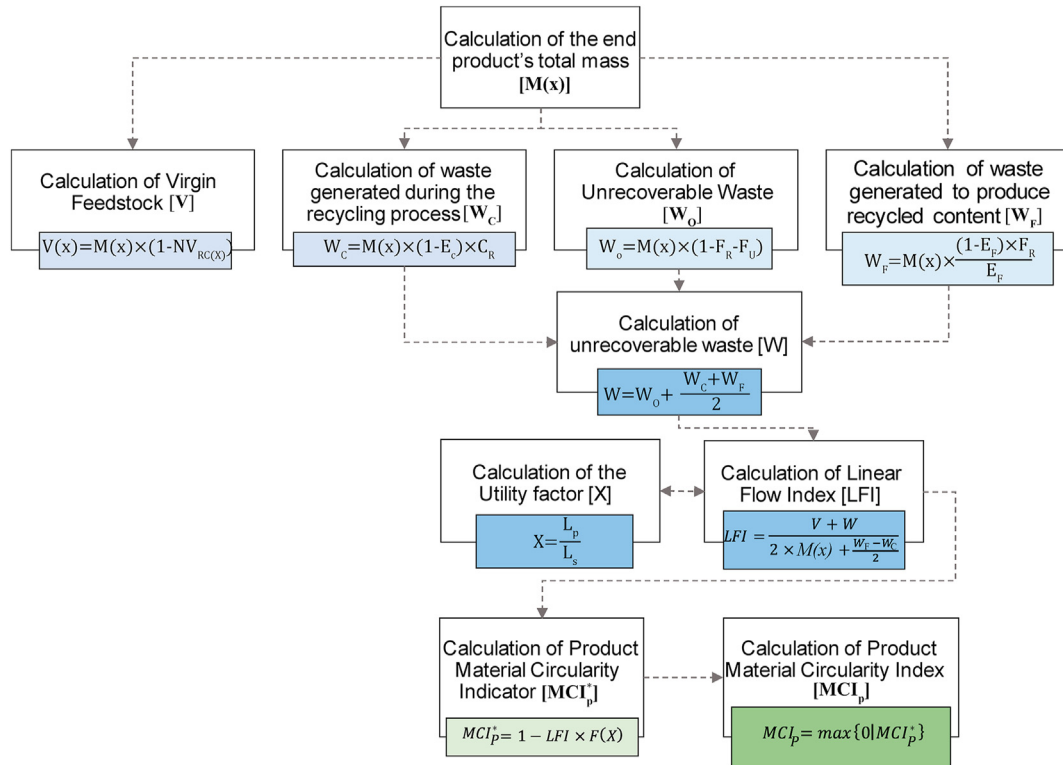 Calculation of the end
product's total mass
[M(x)]
Calculation of Virgin
Feedstock [V]
V(x)=M(x)×(1-NV_RC(X))
Calculation of waste
generated during the
recycling process[W_C]
W_C=M(x)×(1-E_c)×C_R
Calculation of
Unrecoverable Waste
[W_O]
W_o=M(x)×(1-F_R-F_U)
Calculation of waste
generated to produce
recycled content [W_F]
W_F=M(x)×(1-E_F)×F_R/E_F
Calculation of
unrecoverable waste [W]
W=W_O+ W_C+W_F/2
Calculation of the
Utility factor [X]
X=L_p/L_s
Calculation of Linear
Flow Index [LFI]
LFI = V + W/2 × M(x) + W_F−W_C/2
Calculation of Product
Material Circularity
Indicator [MCI*_p]
MCI*_P= 1 − LFI × F(X)
Calculation of Product
Material Circularity Index
[MCI_p]
MCI_P= max{0|MCI*_P}